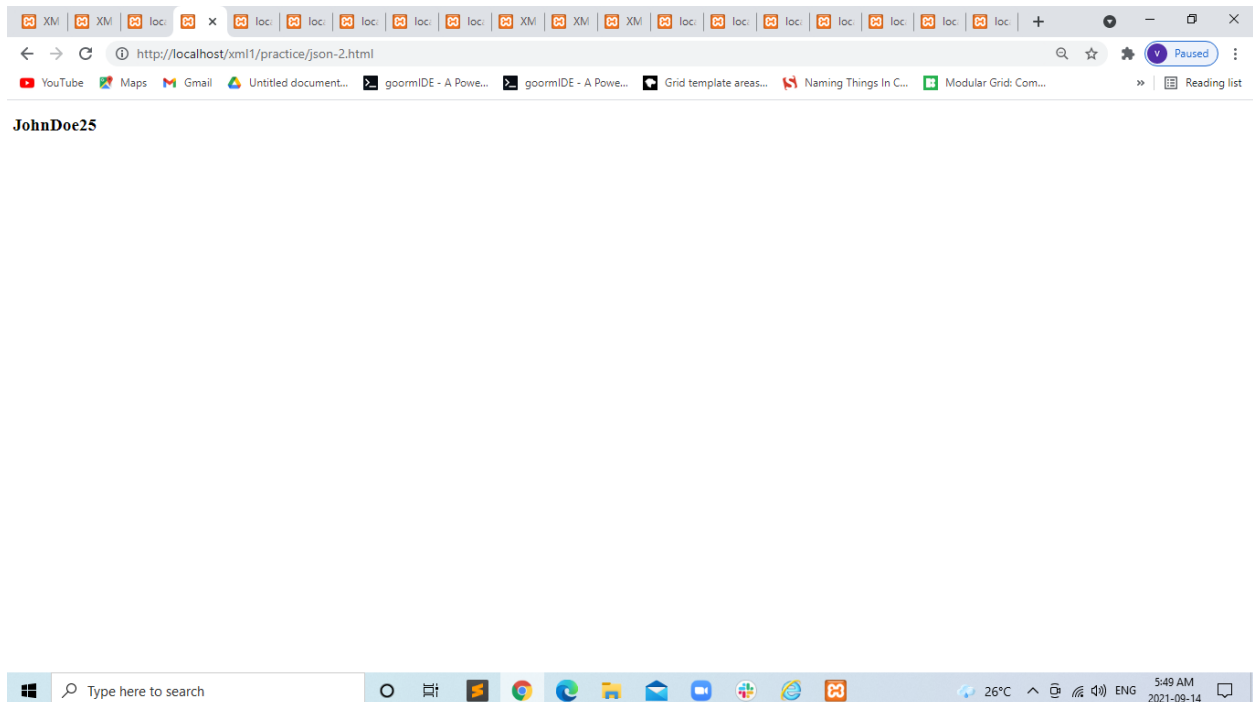 XM XM loc loc loc loc loc loc XM XM XM loc loc loc loc loc loc loc
http://localhost/xml1/practice/json-2.html V Paused
YouTube Maps Gmail Untitled document... goormIDE - A Powe... goormIDE - A Powe... Grid template areas... Naming Things In C... Modular Grid: Com... » Reading list
JohnDoe25
Type here to search 26°C ENG 5:49 AM
2021-09-14